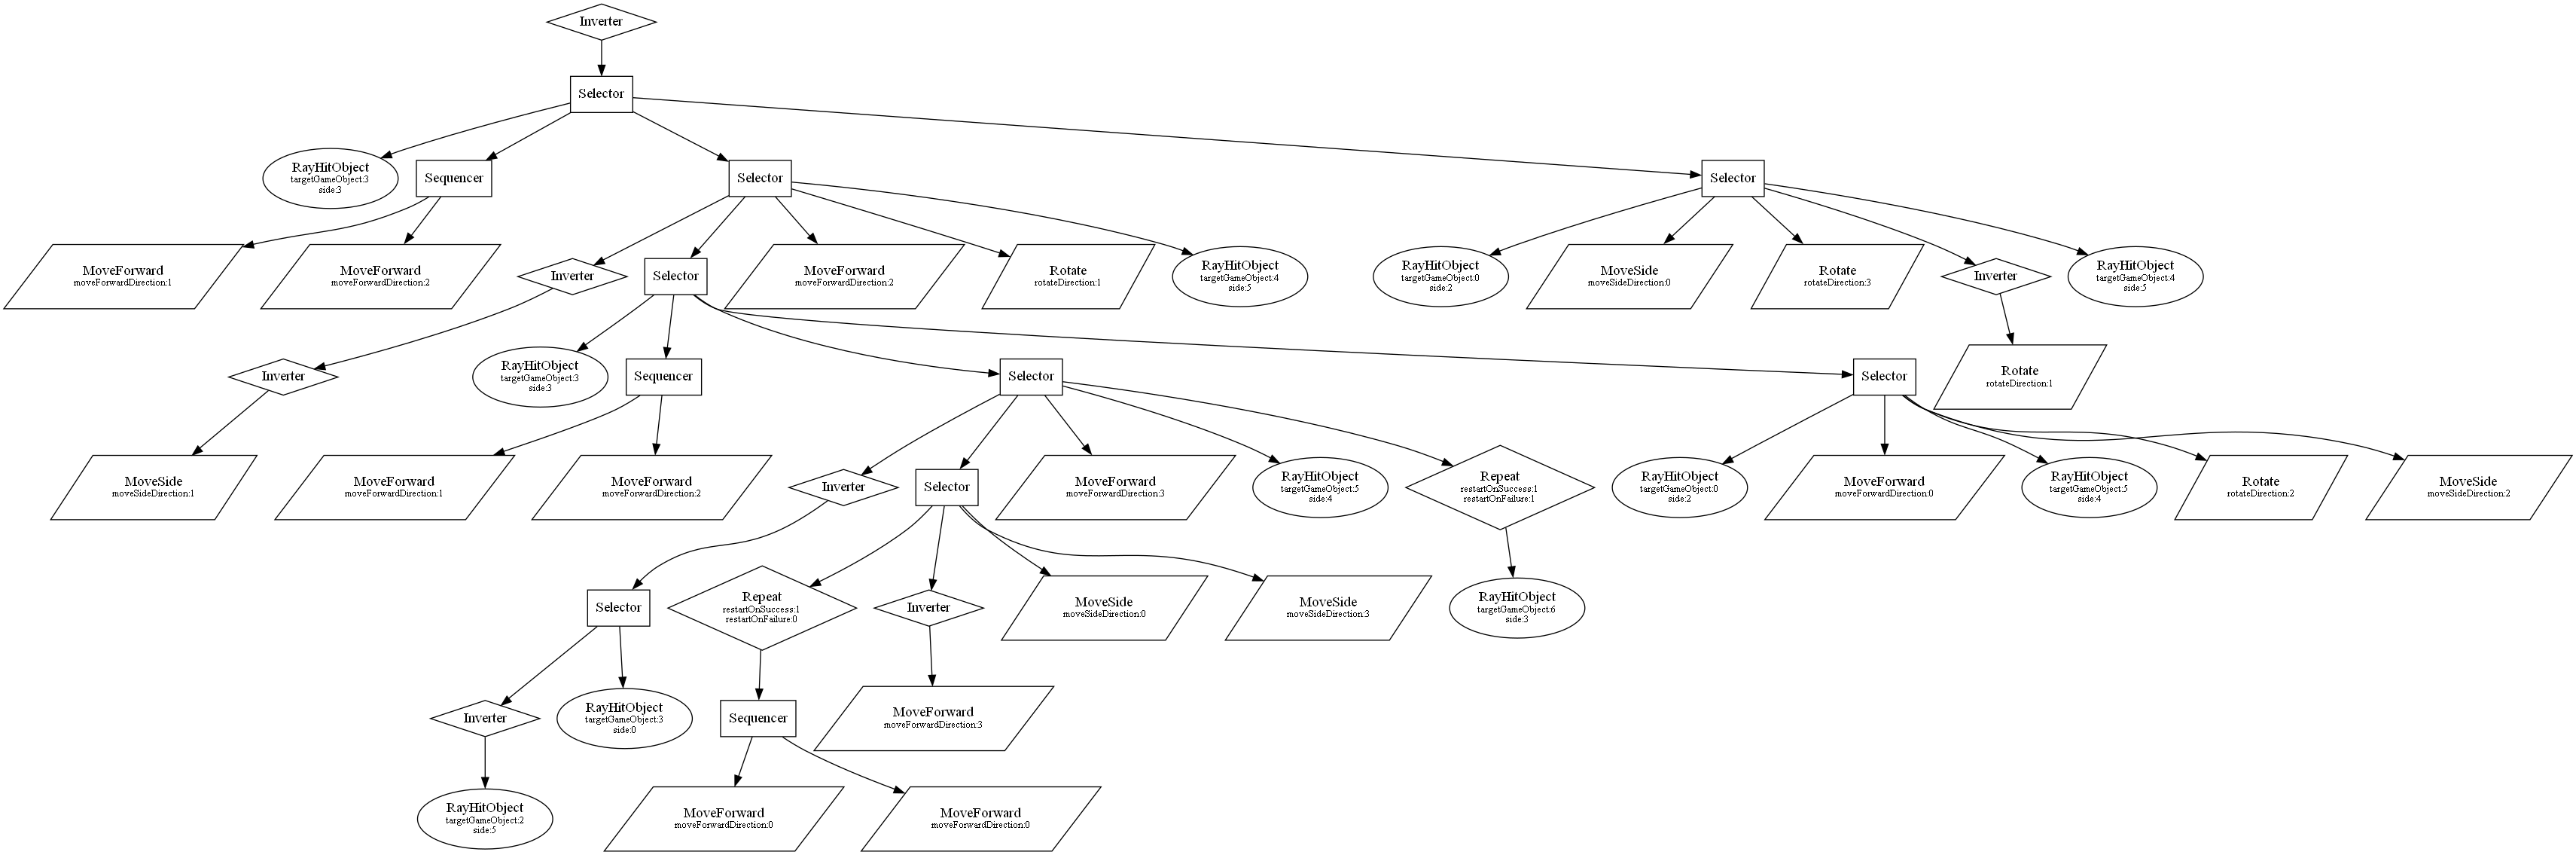 Inverter
Selector
RayHitObject
targetGameObject:3
side:3
Sequencer
Selector
Selector
MoveForward
moveForwardDirection:1
MoveForward
moveForwardDirection:2
Inverter
Selector
MoveForward
moveForwardDirection:2
Rotate
rotateDirection:1
RayHitObject
targetGameObject:4
side:5
RayHitObject
targetGameObject:0
side:2
MoveSide
moveSideDirection:0
Rotate
rotateDirection:3
Inverter
RayHitObject
targetGameObject:4
side:5
Inverter
RayHitObject
targetGameObject:3
side:3
Sequencer
Selector
Selector
Rotate
rotateDirection:1
MoveSide
moveSideDirection:1
MoveForward
moveForwardDirection:1
MoveForward
moveForwardDirection:2
Inverter
Selector
MoveForward
moveForwardDirection:3
RayHitObject
targetGameObject:5
side:4
Repeat
restartOnSuccess:1
restartOnFailure:1
RayHitObject
targetGameObject:0
side:2
MoveForward
moveForwardDirection:0
RayHitObject
targetGameObject:5
side:4
Rotate
rotateDirection:2
MoveSide
moveSideDirection:2
Selector
Repeat
restartOnSuccess:1
restartOnFailure:0
Inverter
MoveSide
moveSideDirection:0
MoveSide
moveSideDirection:3
RayHitObject
targetGameObject:6
side:3
Inverter
RayHitObject
targetGameObject:3
side:0
Sequencer
MoveForward
moveForwardDirection:3
RayHitObject
targetGameObject:2
side:5
MoveForward
moveForwardDirection:0
MoveForward
moveForwardDirection:0